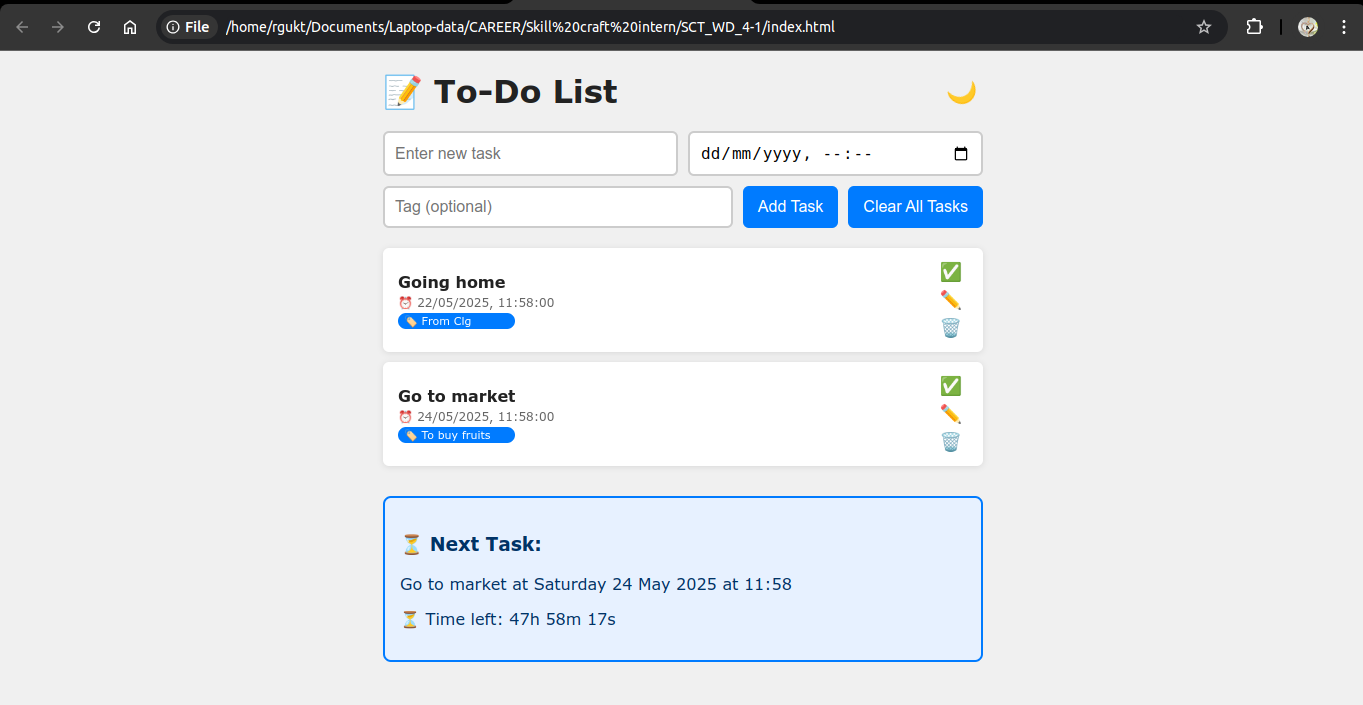 File /home/rgukt/Documents/Laptop-data/CAREER/Skill%20craft%20intern/SCT_WD_4-1/index.html
📝 To-Do List 🌙
Enter new task
dd/mm/yyyy, --:--
Tag (optional)
Add Task
Clear All Tasks
Going home
⏰ 22/05/2025, 11:58:00
🏷️ From Clg
Go to market
⏰ 24/05/2025, 11:58:00
🏷️ To buy fruits
⏳ Next Task:
Go to market at Saturday 24 May 2025 at 11:58
⏳ Time left: 47h 58m 17s